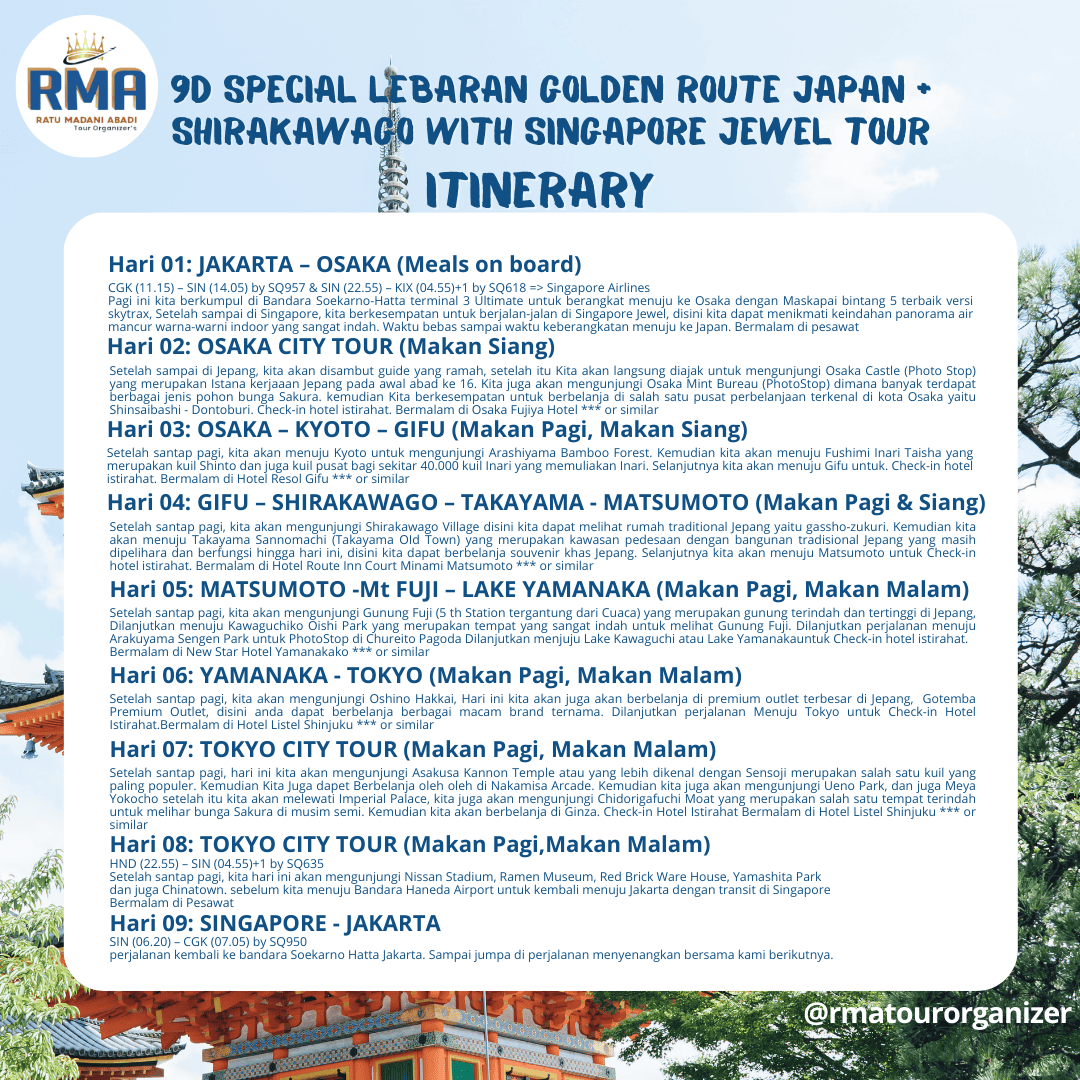 RMA
RATU MADANI ABADI
Tour Organizer's
9D SPECIAL LEBARAN GOLDEN ROUTE JAPAN +
SHIRAKAWAGO WITH SINGAPORE JEWEL TOUR
ITINERARY
Hari 01: JAKARTA – OSAKA (Meals on board)
CGK (11.15) – SIN (14.05) by SQ957 & SIN (22.55) – KIX (04.55)+1 by SQ618 => Singapore Airlines
Pagi ini kita berkumpul di Bandara Soekarno-Hatta terminal 3 Ultimate untuk berangkat menuju ke Osaka dengan Maskapai bintang 5 terbaik versi
skytrax, Setelah sampai di Singapore, kita berkesempatan untuk berjalan-jalan di Singapore Jewel, disini kita dapat menikmati keindahan panorama air
mancur warna-warni indoor yang sangat indah. Waktu bebas sampai waktu keberangkatan menuju ke Japan. Bermalam di pesawat
Hari 02: OSAKA CITY TOUR (Makan Siang)
Setelah sampai di Jepang, kita akan disambut guide yang ramah, setelah itu Kita akan langsung diajak untuk mengunjungi Osaka Castle (Photo Stop)
yang merupakan Istana kerjaaan Jepang pada awal abad ke 16. Kita juga akan mengunjungi Osaka Mint Bureau (PhotoStop) dimana banyak terdapat
berbagai jenis pohon bunga Sakura. kemudian Kita berkesempatan untuk berbelanja di salah satu pusat perbelanjaan terkenal di kota Osaka yaitu
Shinsaibashi - Dontoburi. Check-in hotel istirahat. Bermalam di Osaka Fujiya Hotel *** or similar
Hari 03: OSAKA – KYOTO – GIFU (Makan Pagi, Makan Siang)
Setelah santap pagi, kita akan menuju Kyoto untuk mengunjungi Arashiyama Bamboo Forest. Kemudian kita akan menuju Fushimi Inari Taisha yang
merupakan kuil Shinto dan juga kuil pusat bagi sekitar 40.000 kuil Inari yang memuliakan Inari. Selanjutnya kita akan menuju Gifu untuk. Check-in hotel
istirahat. Bermalam di Hotel Resol Gifu *** or similar
Hari 04: GIFU – SHIRAKAWAGO – TAKAYAMA - MATSUMOTO (Makan Pagi & Siang)
Setelah santap pagi, kita akan mengunjungi Shirakawago Village disini kita dapat melihat rumah traditional Jepang yaitu gassho-zukuri. Kemudian kita
akan menuju Takayama Sannomachi (Takayama Old Town) yang merupakan kawasan pedesaan dengan bangunan tradisional Jepang yang masih
dipelihara dan berfungsi hingga hari ini, disini kita dapat berbelanja souvenir khas Jepang. Selanjutnya kita akan menuju Matsumoto untuk Check-in
hotel istirahat. Bermalam di Hotel Route Inn Court Minami Matsumoto *** or similar
Hari 05: MATSUMOTO -Mt FUJI – LAKE YAMANAKA (Makan Pagi, Makan Malam)
Setelah santap pagi, kita akan mengunjungi Gunung Fuji (5 th Station tergantung dari Cuaca) yang merupakan gunung terindah dan tertinggi di Jepang,
Dilanjutkan menuju Kawaguchiko Oishi Park yang merupakan tempat yang sangat indah untuk melihat Gunung Fuji. Dilanjutkan perjalanan menuju
Arakuyama Sengen Park untuk PhotoStop di Chureito Pagoda Dilanjutkan menjuju Lake Kawaguchi atau Lake Yamanakauntuk Check-in hotel istirahat.
Bermalam di New Star Hotel Yamanakako *** or similar
Hari 06: YAMANAKA - TOKYO (Makan Pagi, Makan Malam)
Setelah santap pagi, kita akan mengunjungi Oshino Hakkai, Hari ini kita akan juga akan berbelanja di premium outlet terbesar di Jepang, Gotemba
Premium Outlet, disini anda dapat berbelanja berbagai macam brand ternama. Dilanjutkan perjalanan Menuju Tokyo untuk Check-in Hotel
Istirahat.Bermalam di Hotel Listel Shinjuku *** or similar
Hari 07: TOKYO CITY TOUR (Makan Pagi, Makan Malam)
Setelah santap pagi, hari ini kita akan mengunjungi Asakusa Kannon Temple atau yang lebih dikenal dengan Sensoji merupakan salah satu kuil yang
paling populer. Kemudian Kita Juga dapet Berbelanja oleh oleh di Nakamisa Arcade. Kemudian kita juga akan mengunjungi Ueno Park, dan juga Meya
Yokocho setelah itu kita akan melewati Imperial Palace, kita juga akan mengunjungi Chidorigafuchi Moat yang merupakan salah satu tempat terindah
untuk melihar bunga Sakura di musim semi. Kemudian Kita akan berbelanja di Ginza. Check-in Hotel Istirahat Bermalam di Hotel Listel Shinjuku *** or
similar
Hari 08: TOKYO CITY TOUR (Makan Pagi,Makan Malam)
HND (22.55) – SIN (04.55)+1 by SQ635
Setelah santap pagi, kita hari ini akan mengunjungi Nissan Stadium, Ramen Museum, Red Brick Ware House, Yamashita Park
dan juga Chinatown. sebelum kita menuju Bandara Haneda Airport untuk kembali menuju Jakarta dengan transit di Singapore
Bermalam di Pesawat
Hari 09: SINGAPORE - JAKARTA
SIN (06.20) – CGK (07.05) by SQ950
perjalanan kembali ke bandara Soekarno Hatta Jakarta. Sampai jumpa di perjalanan menyenangkan bersama kami berikutnya.
@rmatourorganizer